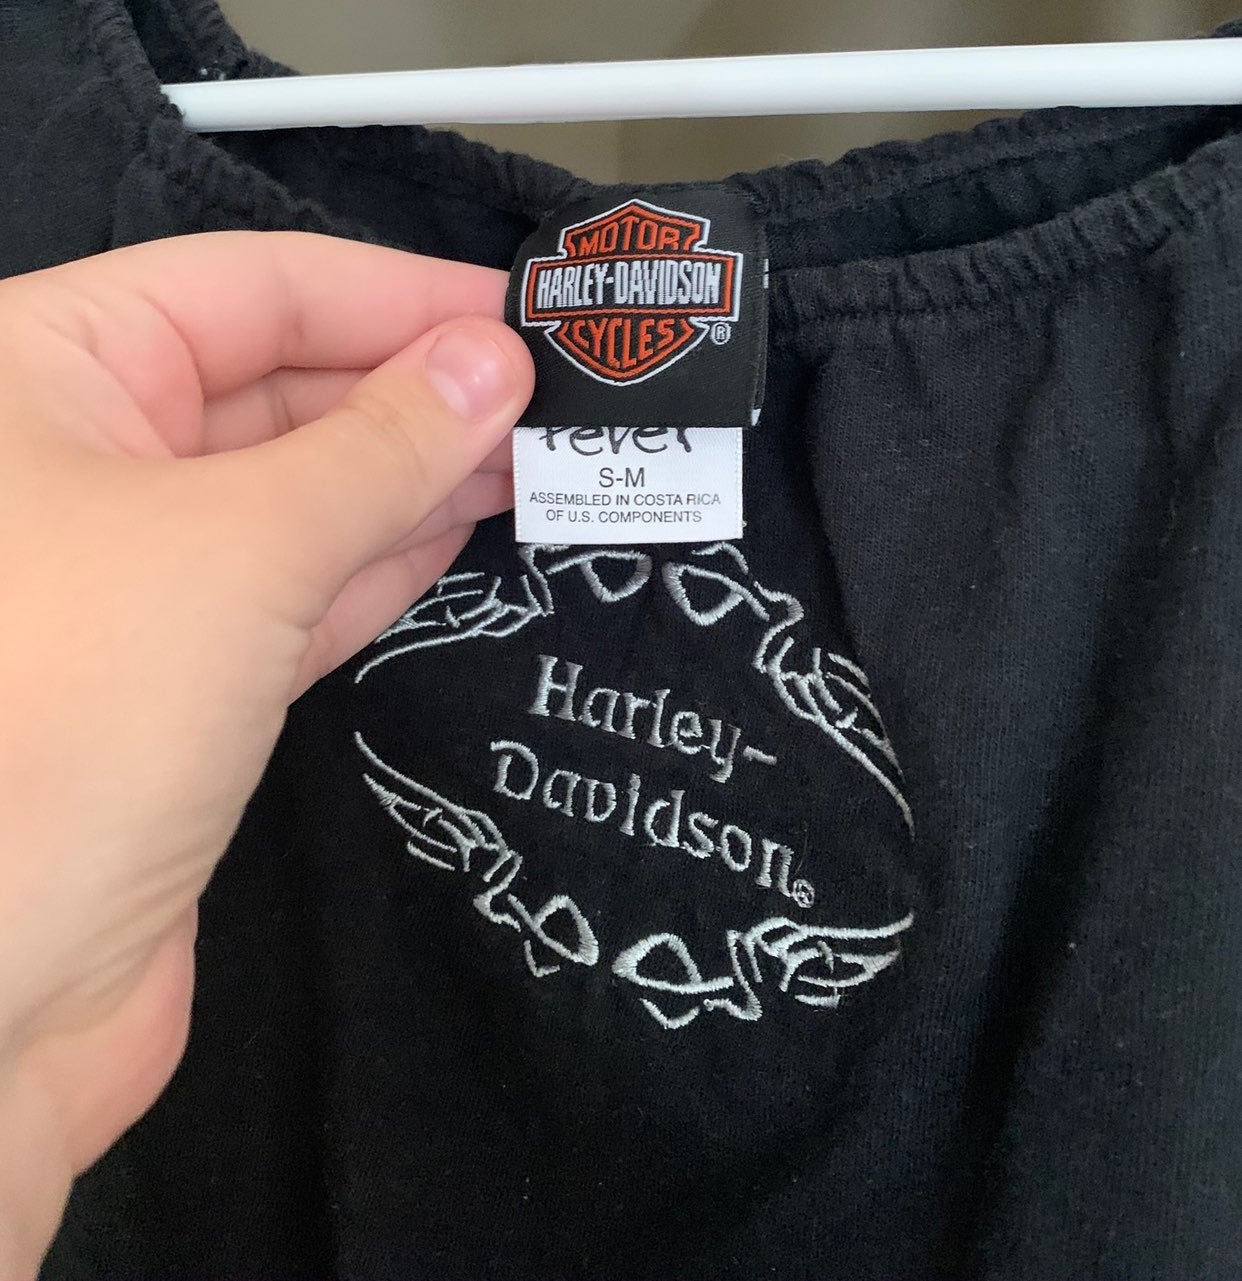 MOTOR
HARLEY-DAVIDSON
CYCLES
®
S-M
ASSEMBLED IN COSTA RICA
OF U.S. COMPONENTS
Harley-
Davidson®